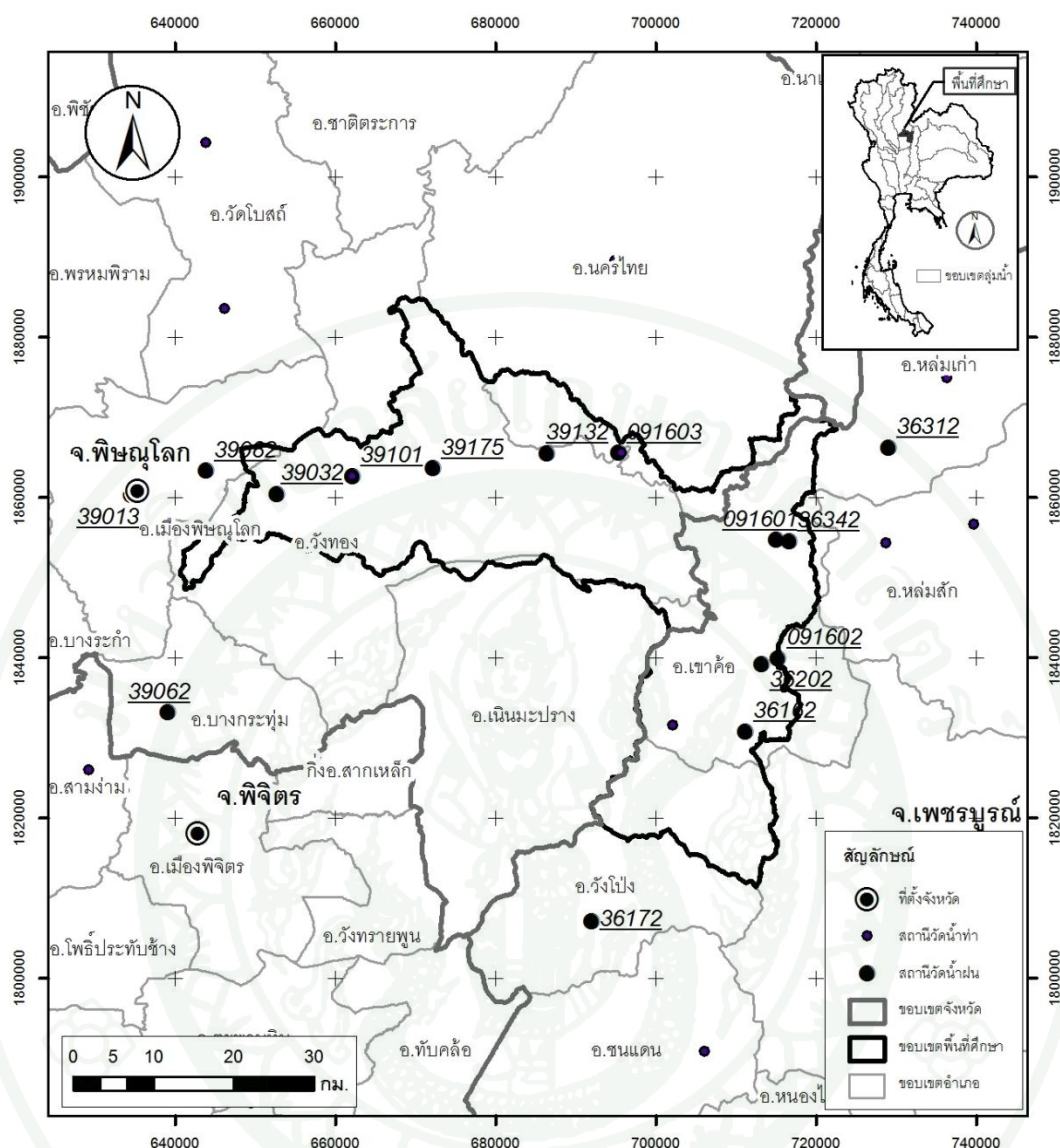 640000
660000
680000
700000
720000
740000
1900000
1880000
1860000
1840000
1820000
1800000
1900000
1880000
1860000
1840000
1820000
1800000
N
อ.ชาติตระการ
อ.วัดโบสถ์
อ.พรหมพิราม
อ.นครไทย
พื้นที่ศึกษา
N
ขอบเขตลุ่มน้ำ
อ.หล่มเก่า
36312
จ.พิษณุโลก
39013
39032
39101
39175
39132
091603
อ.เมืองพิษณุโลก
อ.วังทอง
091601
36342
อ.หล่มสัก
091602
อ.เขาค้อ
36202
36162
อ.บางระกำ
39062
อ.บางกระทุ่ม
อ.เนินมะปราง
กิ่งอ.สากเหล็ก
อ.สามง่าม
จ.พิจิตร
อ.เมืองพิจิตร
จ.เพชรบูรณ์
อ.วังโป่ง
36172
อ.วังทรายพูน
อ.โพธิ์ประทับช้าง
อ.ทับคล้อ
อ.ชนแดน
สัญลักษณ์
ที่ตั้งจังหวัด
สถานีวัดน้ำท่า
สถานีวัดน้ำฝน
ขอบเขตจังหวัด
ขอบเขตพื้นที่ศึกษา
ขอบเขตอำเภอ
0 5 10 20 30
กม.
640000
660000
680000
700000
720000
740000